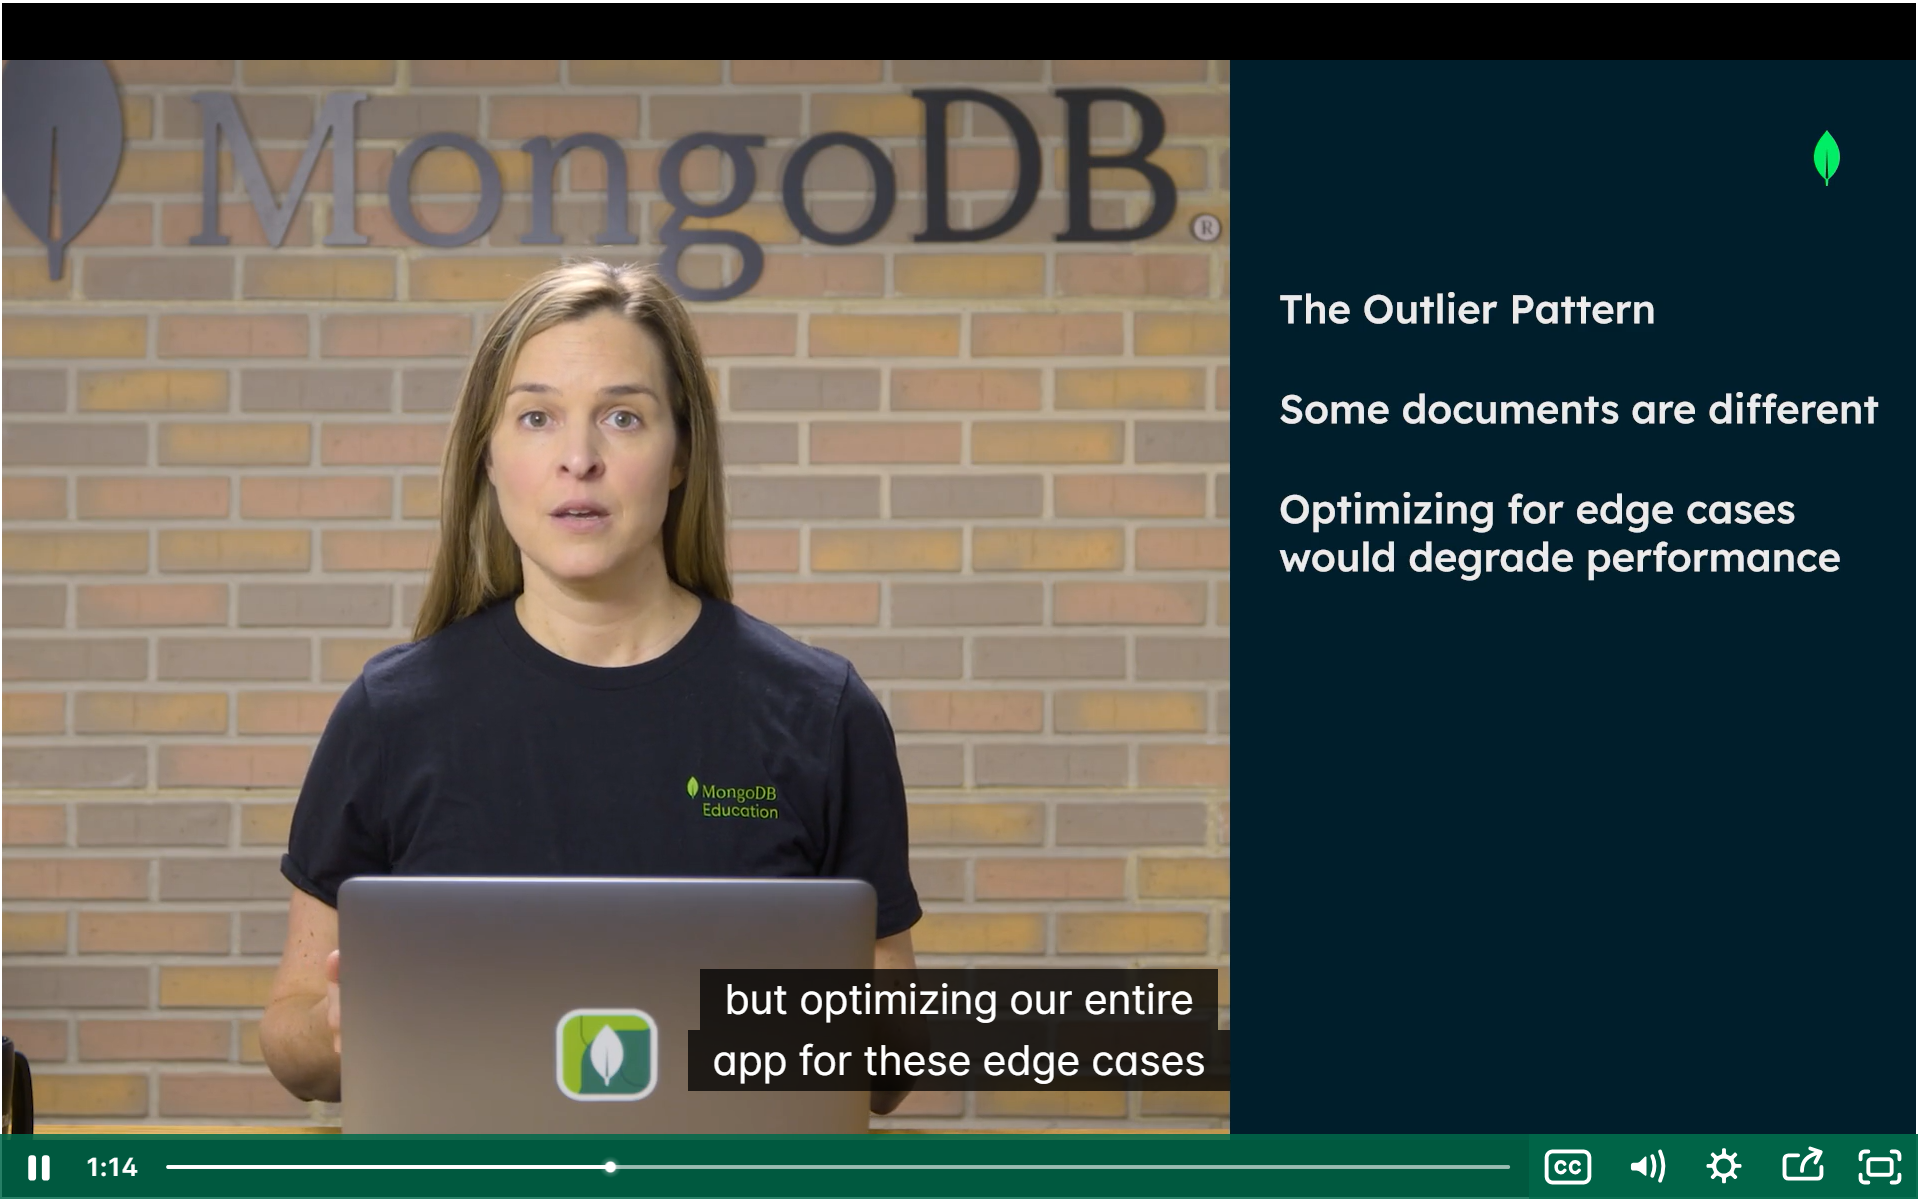 MongoDB®
The Outlier Pattern
Some documents are different
Optimizing for edge cases
would degrade performance
MongoDB
Education
but optimizing our entire
app for these edge cases
1:14
CC